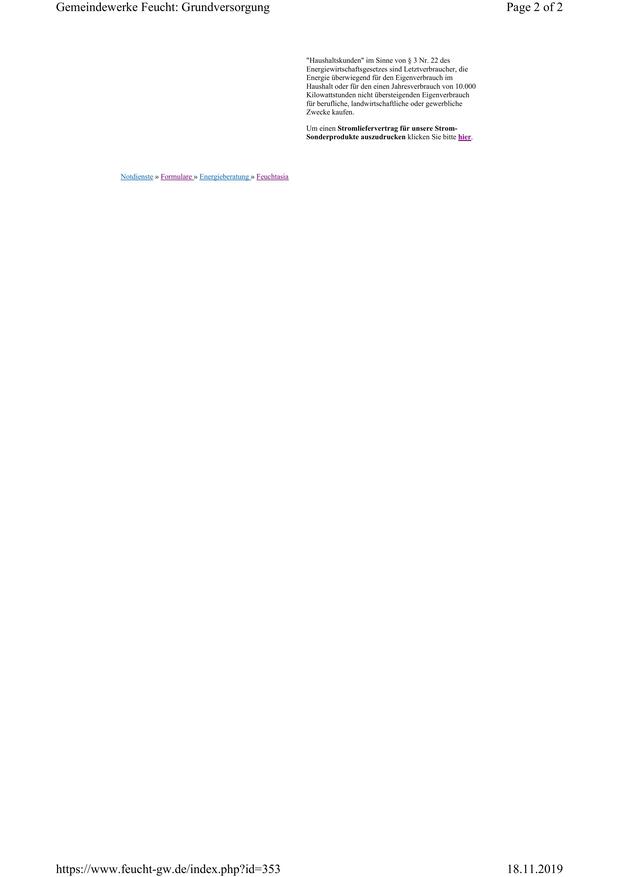 Gemeindewerke Feucht: Grundversorgung Page 2 of 2
"Haushaltskunden" im Sinne von § 3 Nr. 22 des
Energiewirtschaftsgesetzes sind Letztverbraucher, die
Energie überwiegend für den Eigenverbrauch im
Haushalt oder für den einen Jahresverbrauch von 10.000
Kilowattstunden nicht übersteigenden Eigenverbrauch
für berufliche, landwirtschaftliche oder gewerbliche
Zwecke kaufen.
Um einen Stromliefervertrag für unsere Strom-
Sonderprodukte auszudrucken klicken Sie bitte hier.
Notdienste » Formulare » Energieberatung » Feuchtasia
https://www.feucht-gw.de/index.php?id=353 18.11.2019